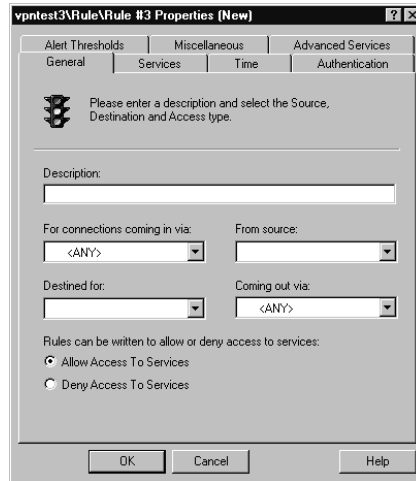 vpntest3\Rule\Rule #3 Properties (New)
Alert Thresholds Miscellaneous Advanced Services
General Services Time Authentication
Please enter a description and select the Source,
Destination and Access type.
Description:
For connections coming in via: From source:
<ANY>
Destined for: Coming out via:
<ANY>
Rules can be written to allow or deny access to services:
Allow Access To Services
Deny Access To Services
OK Cancel Help